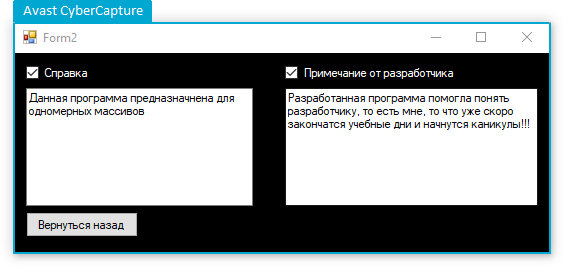 Avast CyberCapture
Form2
Справка
Примечание от разработчика
Данная программа предназначнена для
одномерных массивов
Разработанная программа помогла понять
разработчику, то есть мне, то что уже скоро
закончатся учебные дни и начнутся каникулы!!!
Вернуться назад